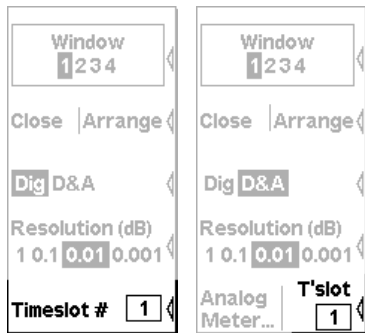 Window
1234
Close | Arrange
Dig D&A
Resolution (dB)
1 0.1 0.01 0.001
Timeslot # 1
Window
1234
Close | Arrange
Dig D&A
Resolution (dB)
1 0.1 0.01 0.001
Analog
Meter...
T'slot
1